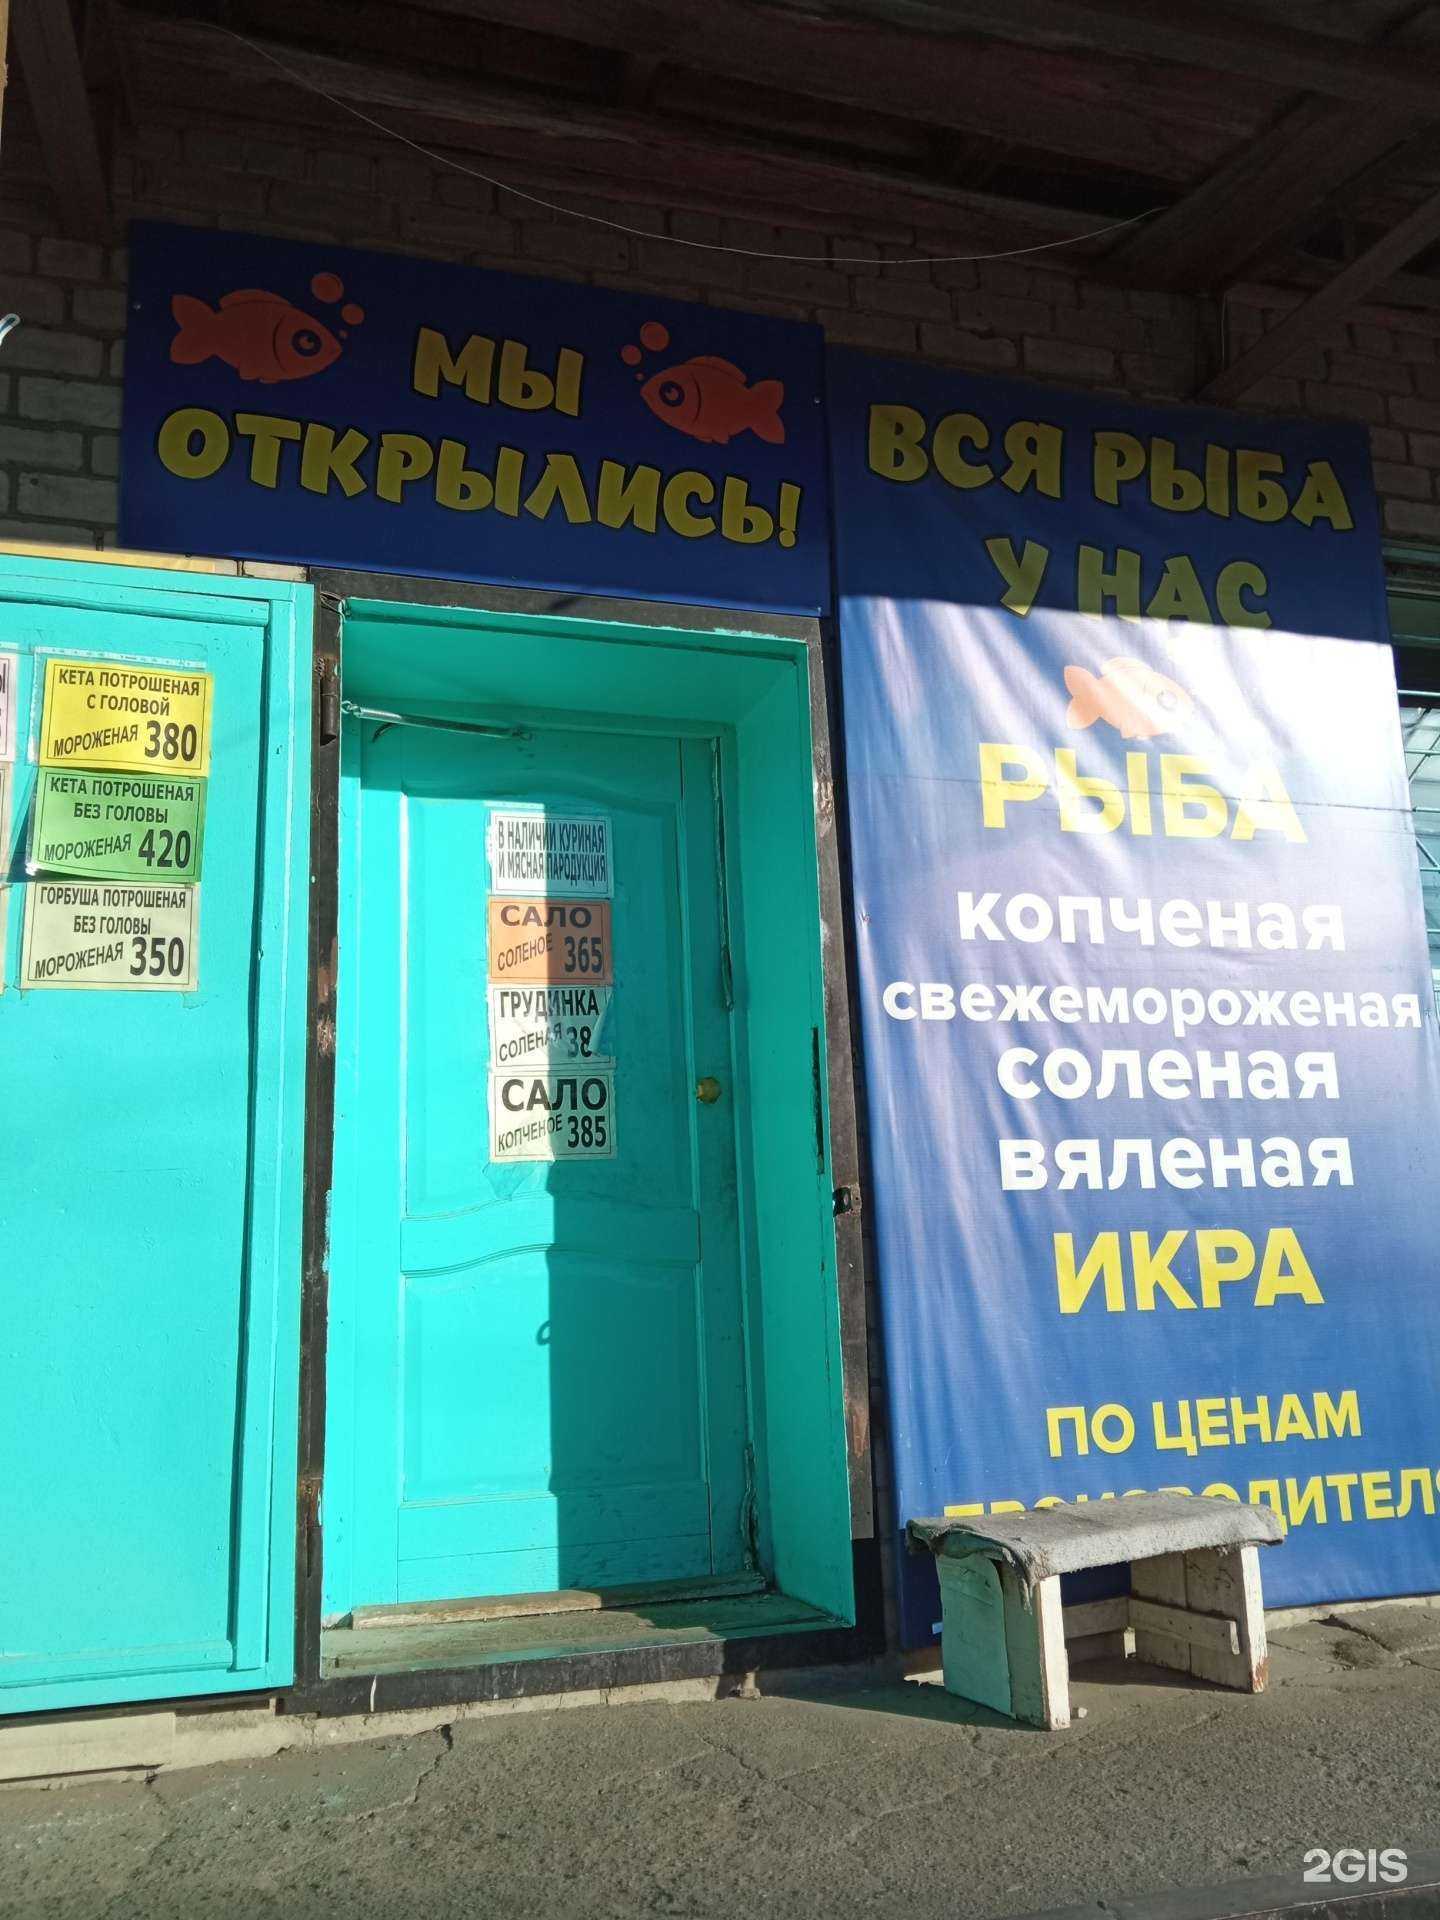 МЫ
ОТКРЫЛИСЬ!
ВСЯ РЫБА
У НАС
РЫБА
копченая
свежемороженая
соленая
вяленая
ИКРА
ПО ЦЕНАМ
ПРОИЗВОДИТЕЛЯ
КЕТА ПОТРОШЕНАЯ
С ГОЛОВОЙ
МОРОЖЕНАЯ 380
КЕТА ПОТРОШЕНАЯ
БЕЗ ГОЛОВЫ
МОРОЖЕНАЯ 420
ГОРБУША ПОТРОШЕНАЯ
БЕЗ ГОЛОВЫ
МОРОЖЕНАЯ 350
В НАЛИЧИИ КУРИНАЯ
И МЯСНАЯ ПАРОДУКЦИЯ
САЛО
СОЛЕНОЕ 365
ГРУДИНКА
СОЛЕНАЯ 38
САЛО
КОПЧЕНОЕ 385
2GIS